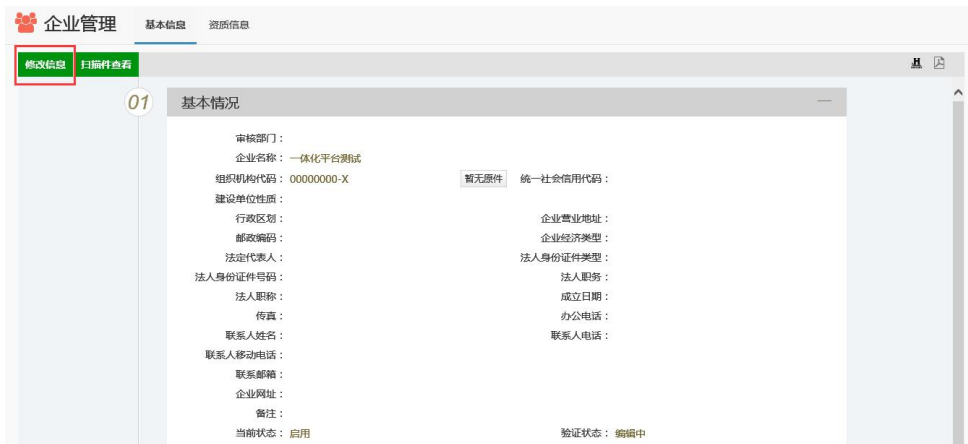 企业管理 基本信息 资质信息
修改信息 扫描件查看
01 基本情况
审核部门：
企业名称： 一体化平台测试
组织机构代码： 00000000-X 暂无原件 统一社会信用代码：
建设单位性质：
行政区划： 企业营业地址：
邮政编码： 企业经济类型：
法定代表人： 法人身份证件类型：
法人身份证件号码： 法人职务：
法人职称： 成立日期：
传真： 办公电话：
联系人姓名： 联系人电话：
联系人移动电话：
联系邮箱：
企业网址：
备注：
当前状态： 启用 验证状态： 编辑中